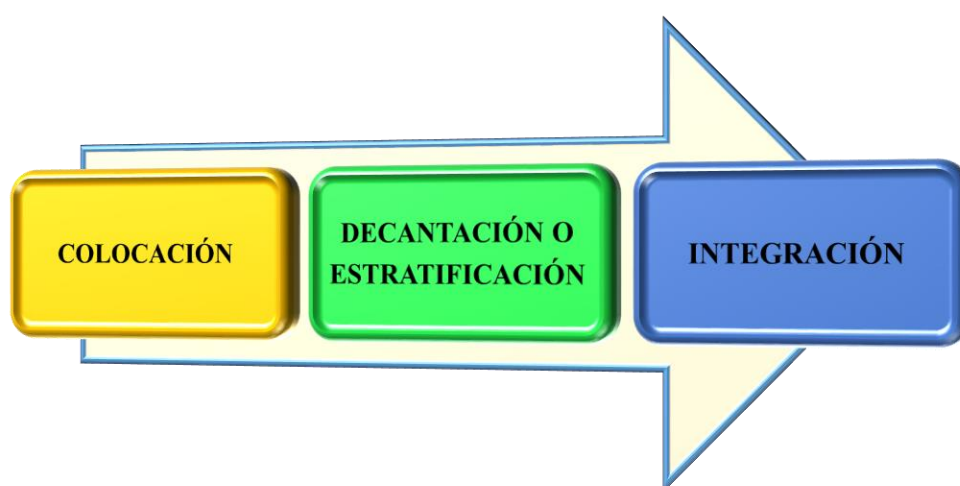 COLOCACIÓN
DECANTACIÓN O
ESTRATIFICACIÓN
INTEGRACIÓN